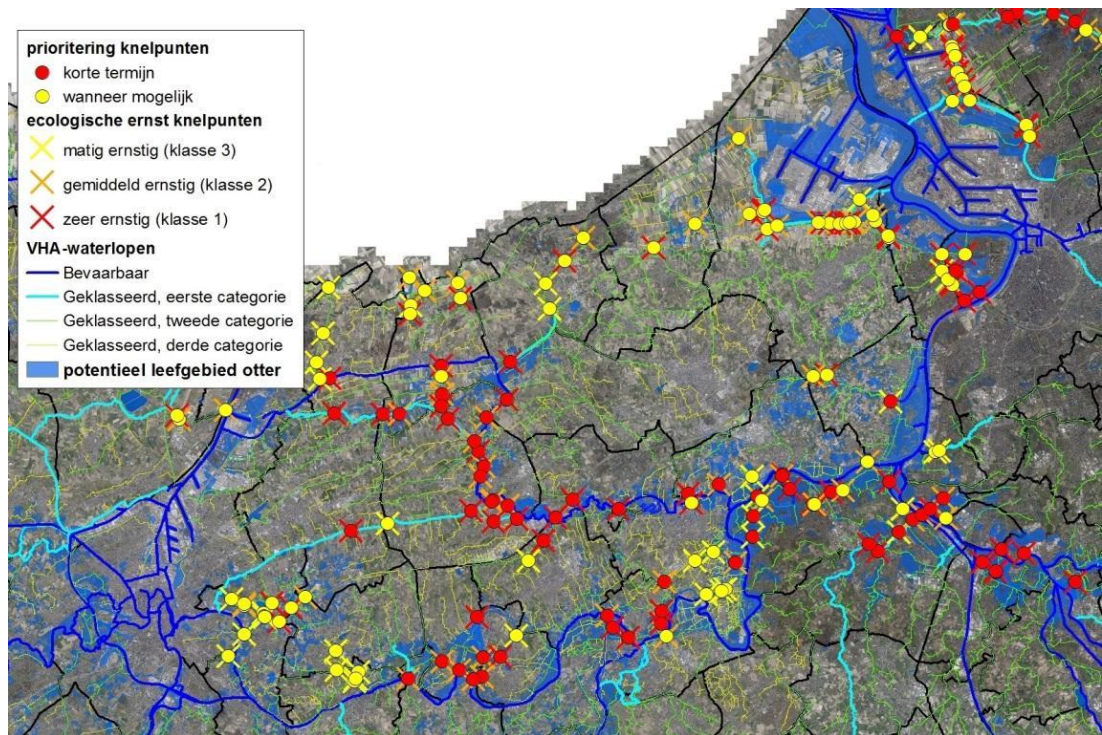 prioritering knelpunten
korte termijn
wanneer mogelijk
ecologische ernst knelpunten
matig ernstig (klasse 3)
gemiddeld ernstig (klasse 2)
zeer ernstig (klasse 1)
VHA-waterlopen
Bevaarbaar
Geklasseerd, eerste categorie
Geklasseerd, tweede categorie
Geklasseerd, derde categorie
potentieel leefgebied otter